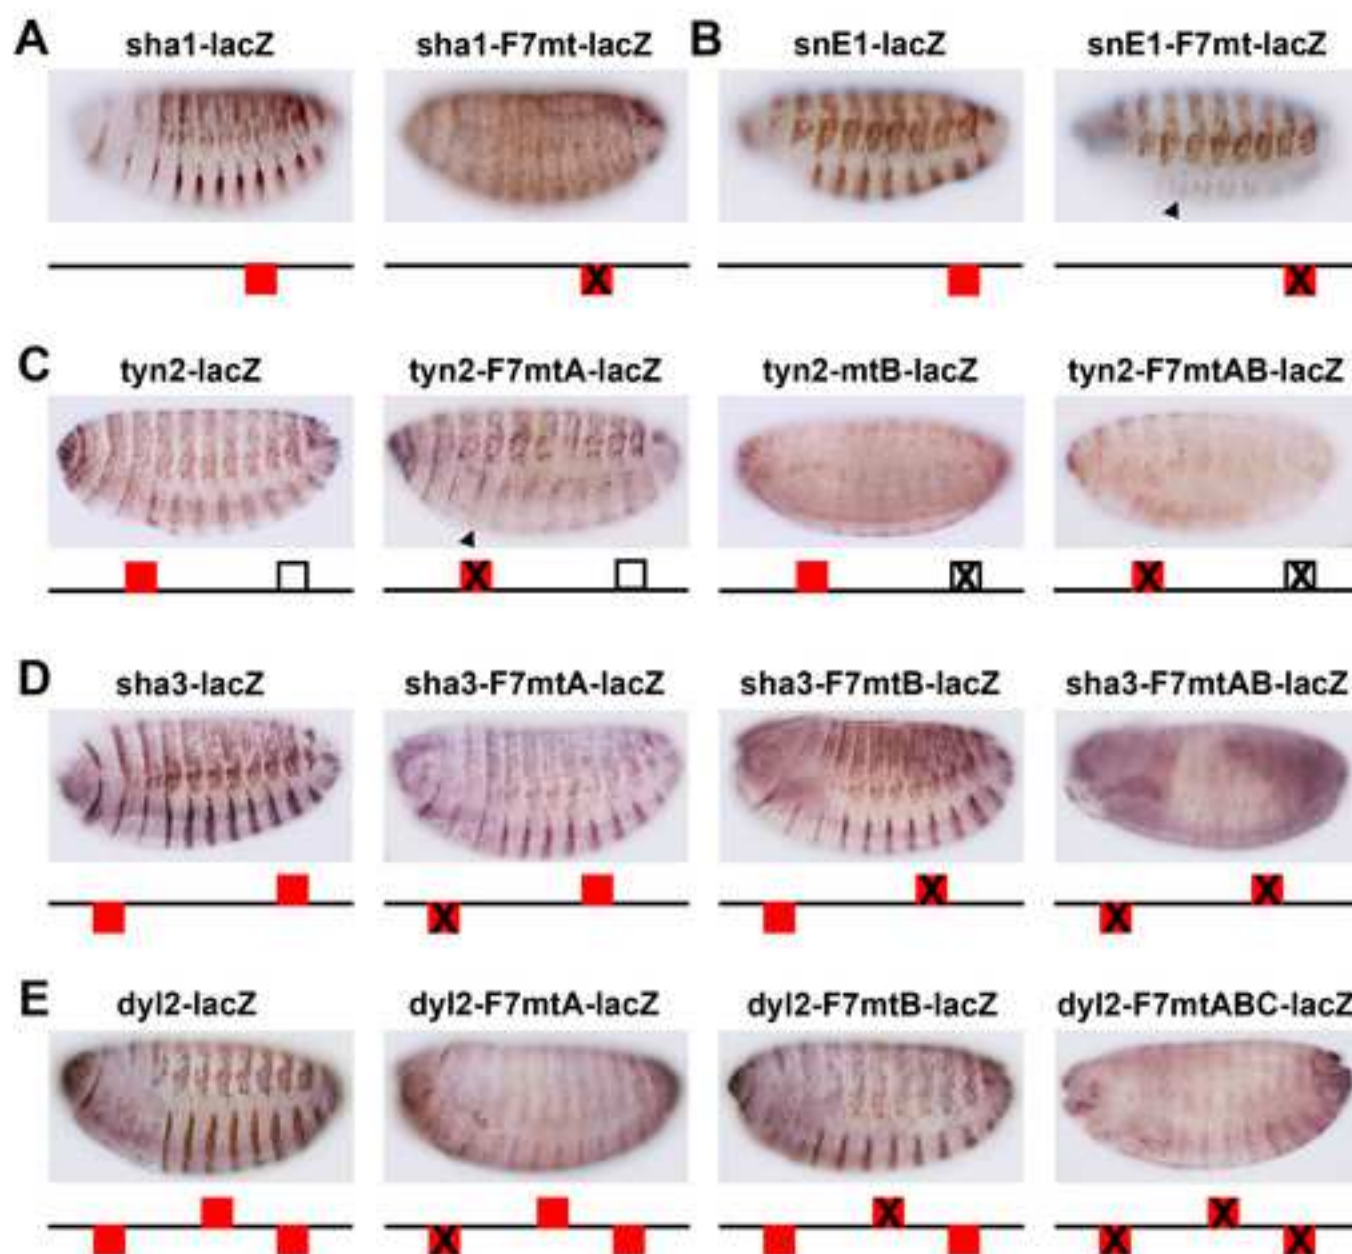 A sha1-lacZ sha1-F7mt-lacZ B snE1-lacZ snE1-F7mt-lacZ
X X
C tyn2-lacZ tyn2-F7mtA-lacZ tyn2-mtB-lacZ tyn2-F7mtAB-lacZ
X X X X
D sha3-lacZ sha3-F7mtA-lacZ sha3-F7mtB-lacZ sha3-F7mtAB-lacZ
X X
X X
E dyl2-lacZ dyl2-F7mtA-lacZ dyl2-F7mtB-lacZ dyl2-F7mtABC-lacZ
X X
X X X